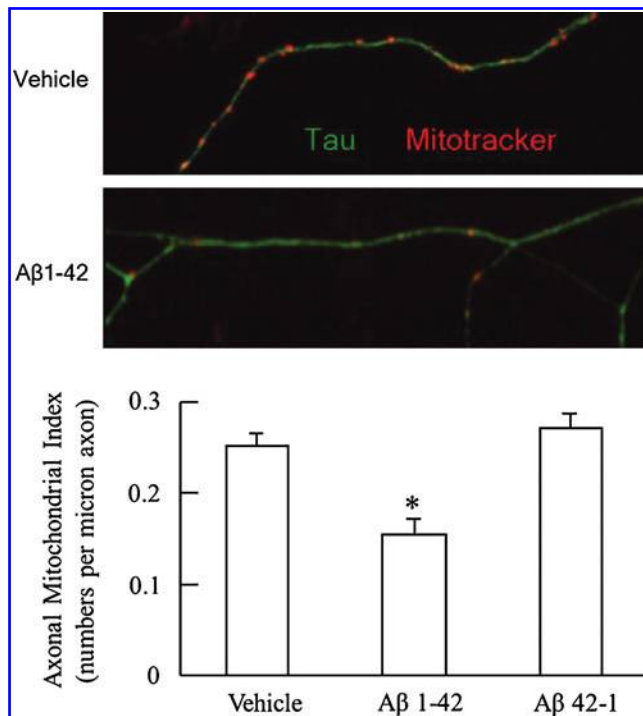 Vehicle
Tau Mitotracker
Aβ1-42
Axonal Mitochondrial Index
(numbers per micron axon)
0.3
0.2
0.1
0
*
Vehicle Aβ 1-42 Aβ 42-1